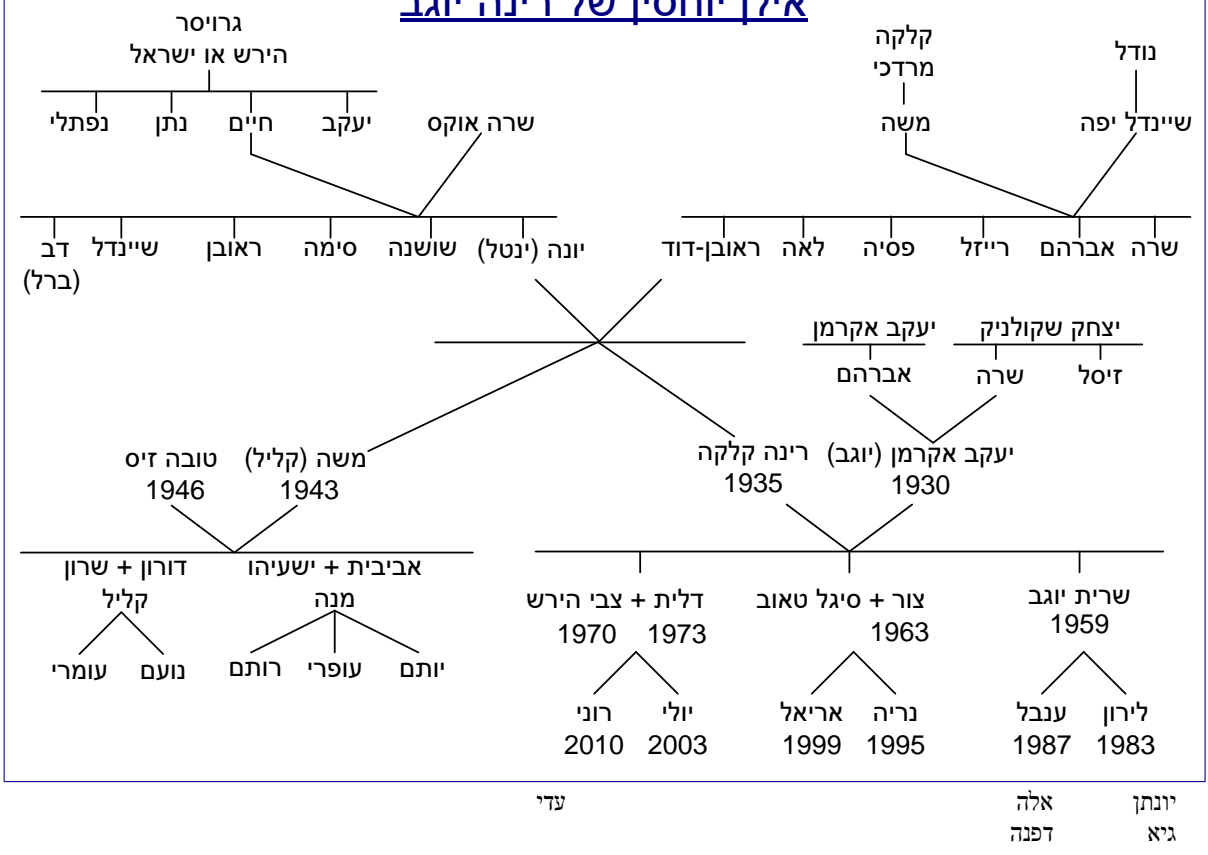 אילן יוחסין של רינה יוגב
גרויסר
הירש או ישראל
קלקה
מרדכי
נודל
יעקב חיים נתן נפתלי
שרה אוקס
משה
שיינדל יפה
שרה אברהם רייזל פסיה לאה ראובן-דוד
יונה (ינטל) שושנה סימה ראובן שיינדל דב
(ברל)
יצחק שקולניק
יעקב אקרמן
זיסל שרה
אברהם
יעקב אקרמן (יוגב)
1930
רינה קלקה
1935
משה (קליל)
1943
טובה זיס
1946
שרית יוגב
1959
צור + סיגל טאוב
1963
דלית + צבי הירש
1973 1970
אביבית + ישעיהו
מנה
דורון + שרון
קליל
יותם עופרי רותם
נועם עומרי
לירון
1983
ענבל
1987
נריה
1995
אריאל
1999
יולי
2003
רוני
2010
יונתן
גיא
אלה
דפנה
עדי